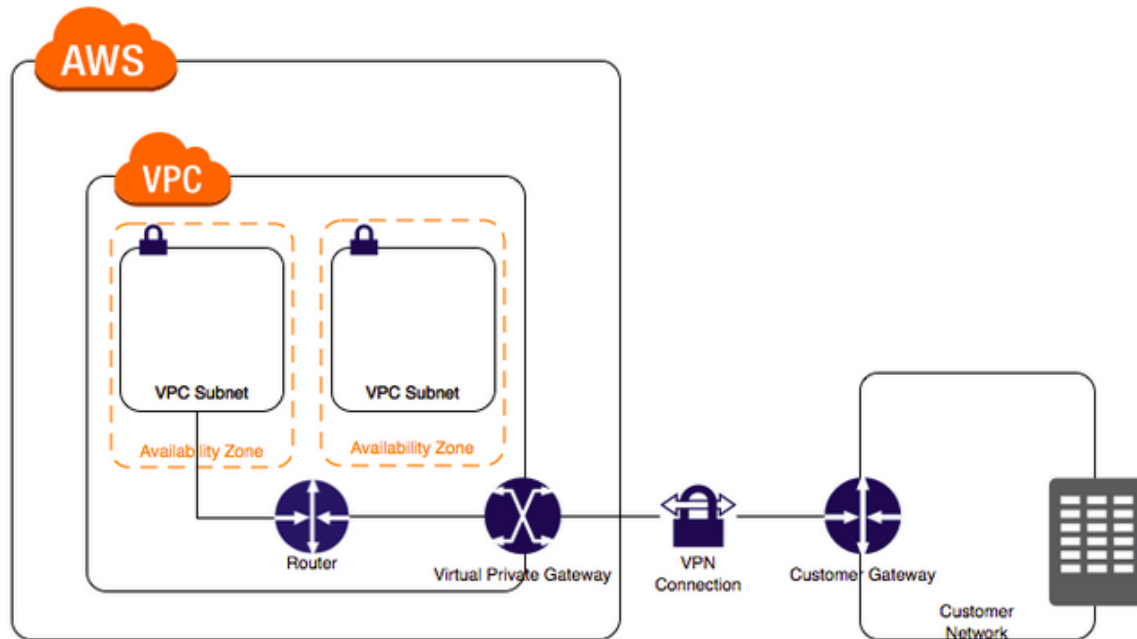 AWS
VPC
VPC Subnet
VPC Subnet
Availability Zone
Availability Zone
Router
Virtual Private Gateway
VPN
Connection
Customer Gateway
Customer
Network